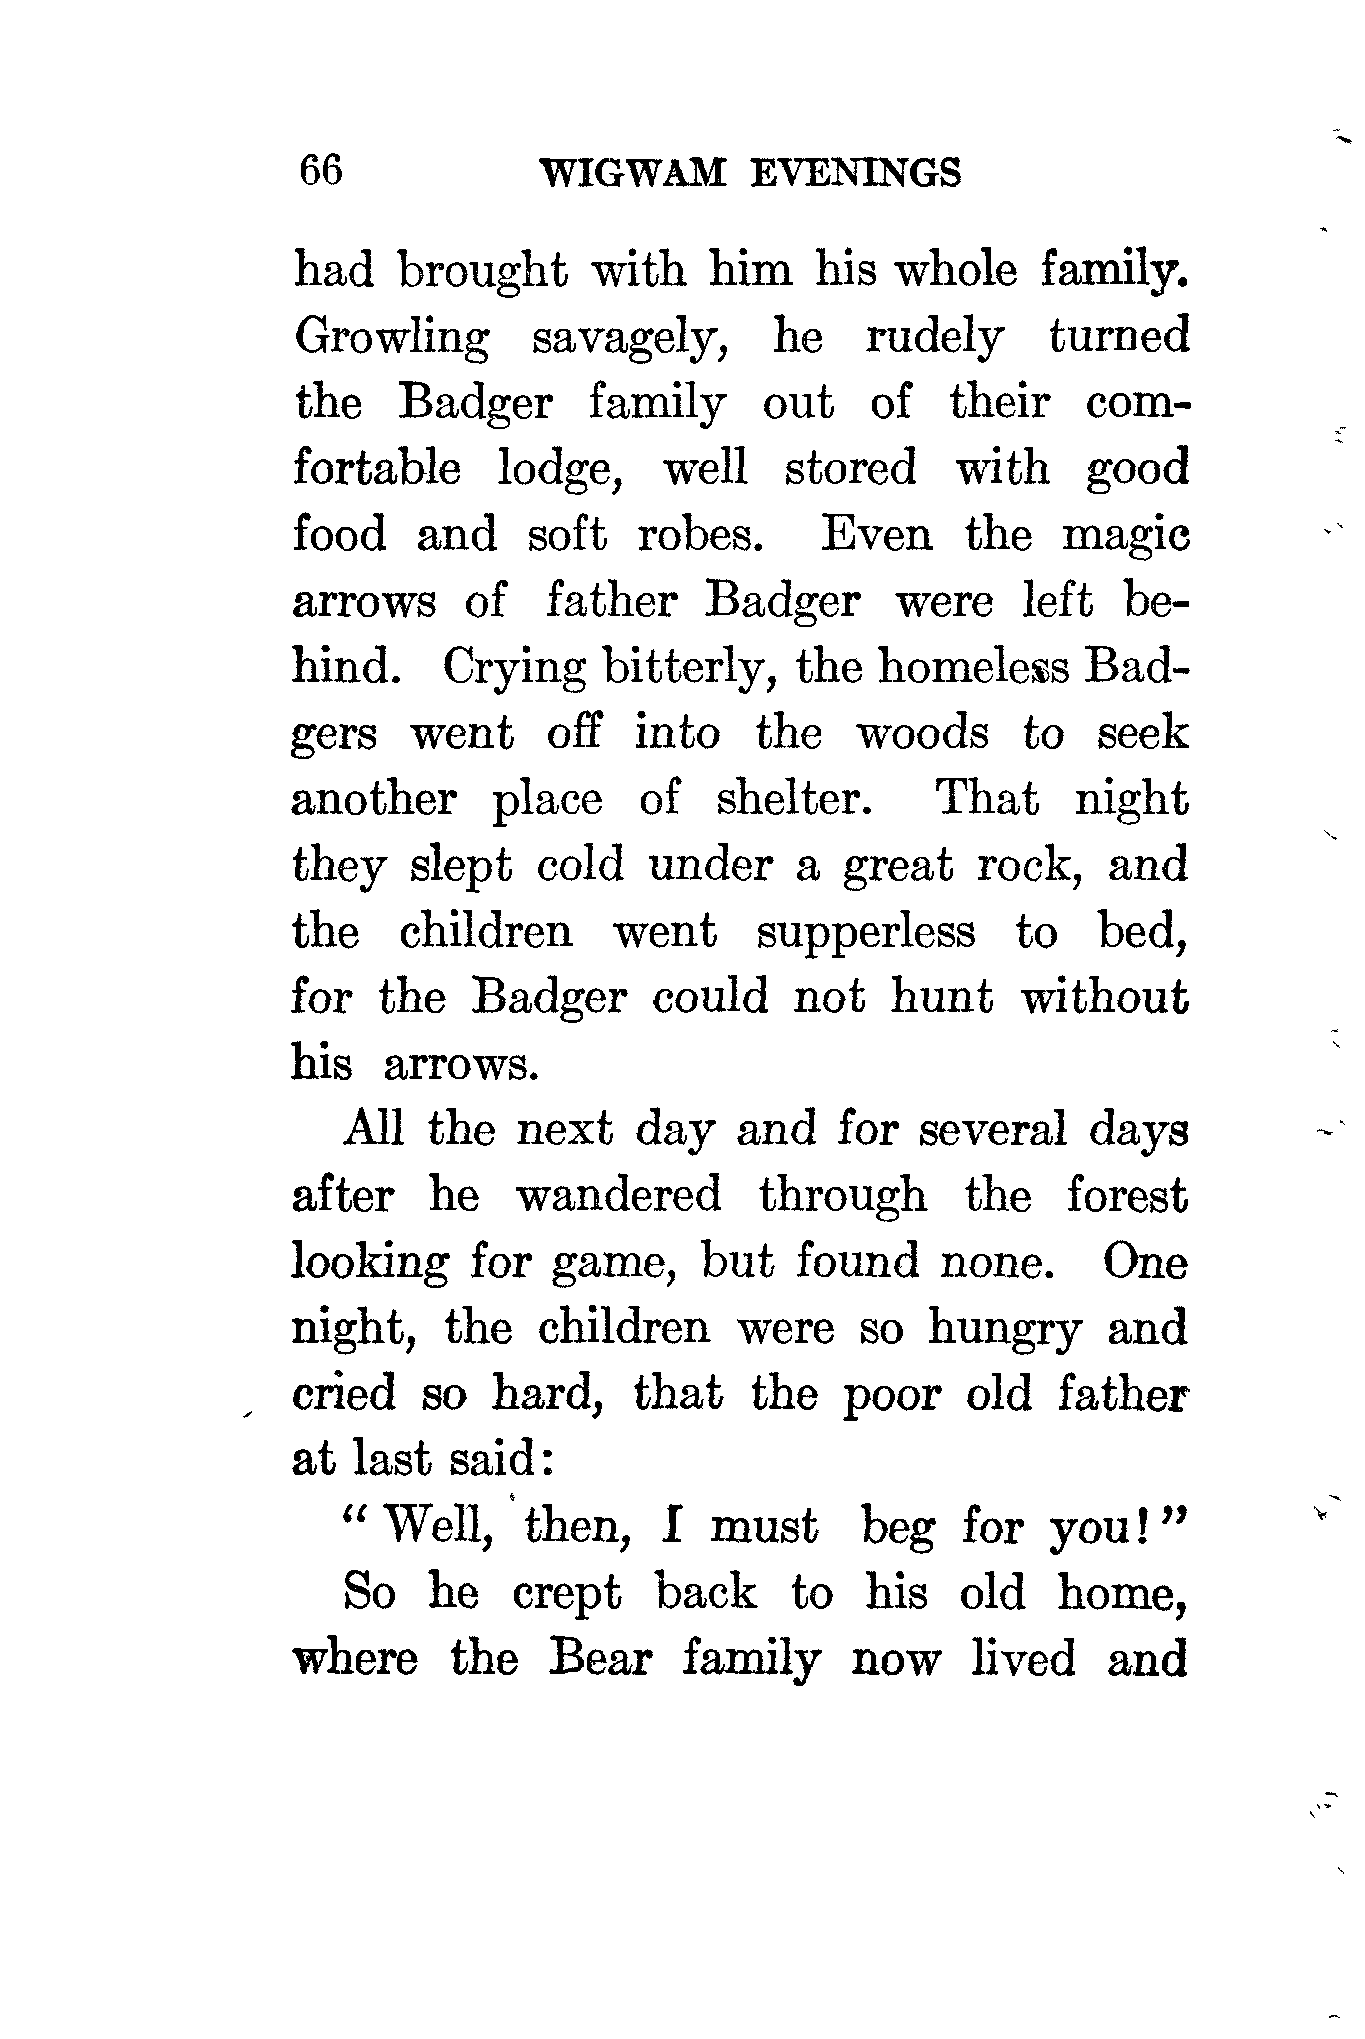 66 WIGWAM EVENINGS
had brought with him his whole family.
Growling savagely, he rudely turned
the Badger family out of their com-
fortable lodge, well stored with good
food and soft robes. Even the magic
arrows of father Badger were left be-
hind. Crying bitterly, the homeless Bad-
gers went off into the woods to seek
another place of shelter. That night
they slept cold under a great rock, and
the children went supperless to bed,
for the Badger could not hunt without
his arrows.
All the next day and for several days
after he wandered through the forest
looking for game, but found none. One
night, the children were so hungry and
cried so hard, that the poor old father
at last said:
“ Well, then, I must beg for you! ”
So he crept back to his old home,
where the Bear family now lived and